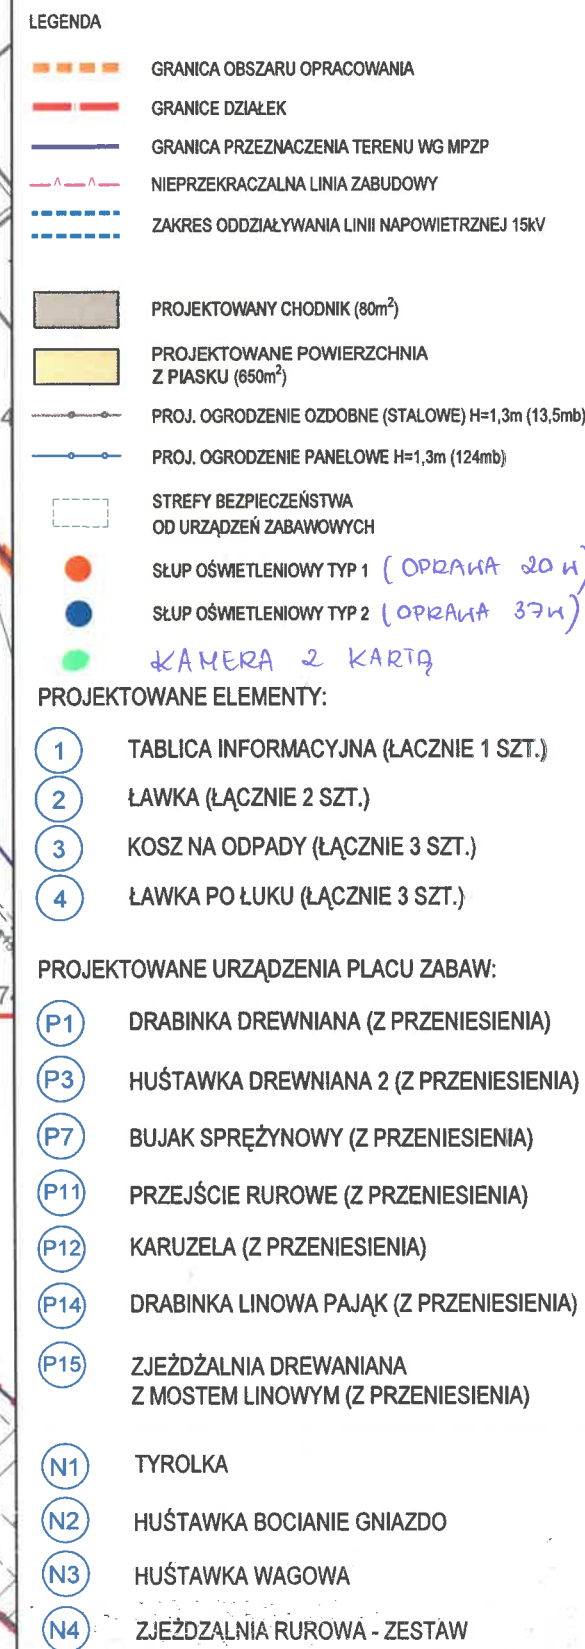 LEGENDA
GRANICA OBSZARU OPRACOWANIA
GRANICE DZIAŁEK
GRANICA PRZEZNACZENIA TERENU WG MPZP
NIEPRZEKRACZALNA LINIA ZABUDOWY
ZAKRES ODDZIAŁYWANIA LINII NAPOWIETRZNEJ 15kV
PROJEKTOWANY CHODNIK (80m²)
PROJEKTOWANE POWIERZCHNIA
Z PIASKU (650m²)
PROJ. OGRODZENIE OZDOBNE (STALOWE) H=1,3m (13,5mb)
PROJ. OGRODZENIE PANELOWE H=1,3m (124mb)
STREFY BEZPIECZEŃSTWA
OD URZĄDZEŃ ZABAWOWYCH
SŁUP OŚWIETLENIOWY TYP 1 (OPRAWA 20W)
SŁUP OŚWIETLENIOWY TYP 2 (OPRAWA 37W)
KAMERA Z KARTĄ
PROJEKTOWANE ELEMENTY:
1 TABLICA INFORMACYJNA (ŁACZNIE 1 SZT.)
2 ŁAWKA (ŁĄCZNIE 2 SZT.)
3 KOSZ NA ODPADY (ŁĄCZNIE 3 SZT.)
4 ŁAWKA PO ŁUKU (ŁĄCZNIE 3 SZT.)
PROJEKTOWANE URZĄDZENIA PLACU ZABAW:
P1 DRABINKA DREWNIANA (Z PRZENIESIENIA)
P3 HUŚTAWKA DREWNIANA 2 (Z PRZENIESIENIA)
P7 BUJAK SPRĘŻYNOWY (Z PRZENIESIENIA)
P11 PRZEJŚCIE RUROWE (Z PRZENIESIENIA)
P12 KARUZELA (Z PRZENIESIENIA)
P14 DRABINKA LINOWA PAJĄK (Z PRZENIESIENIA)
P15 ZJEŻDŻALNIA DREWANIANA
Z MOSTEM LINOWYM (Z PRZENIESIENIA)
N1 TYROLKA
N2 HUŚTAWKA BOCIANIE GNIAZDO
N3 HUŚTAWKA WAGOWA
N4 ZJEŻDZALNIA RUROWA - ZESTAW